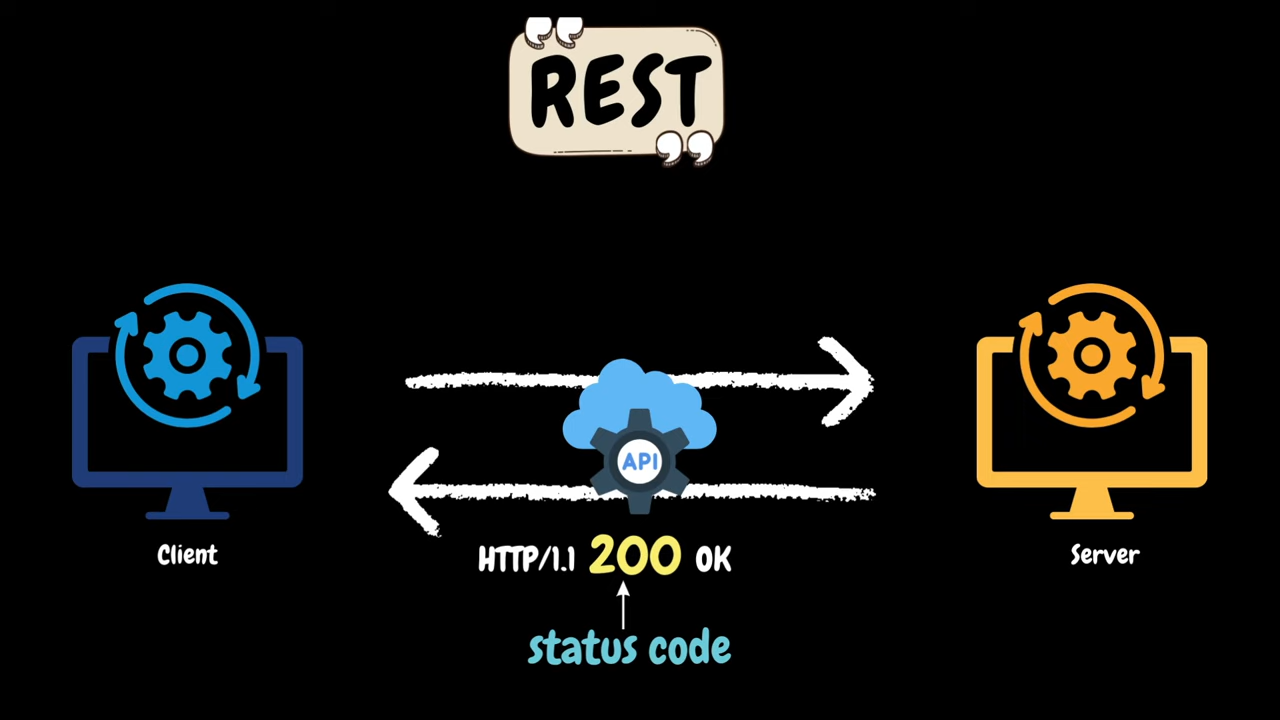 REST
API
HTTP/1.1 200 OK
Client
Server
status code